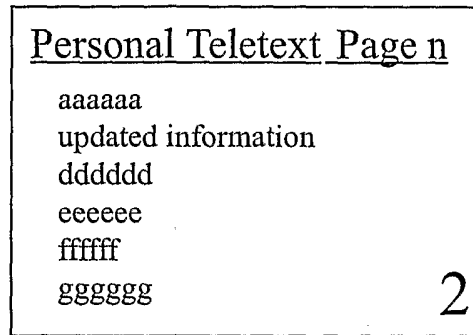 Personal Teletext Page n
aaaaaa
updated information
dddddd
eeeeee
ffffff
gggggg
2